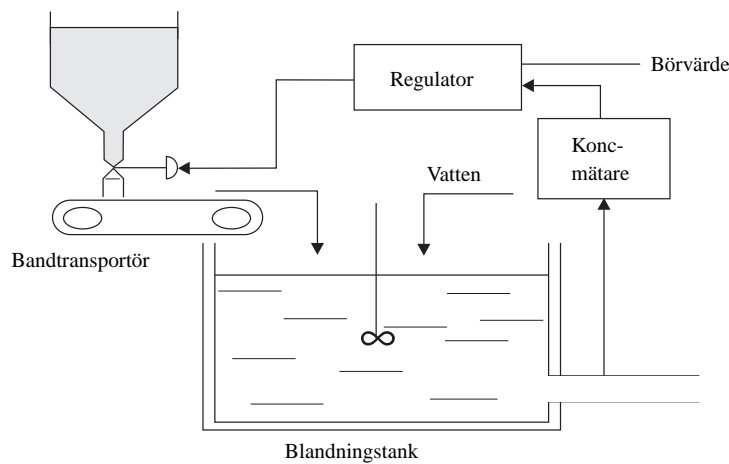 Börvärde
Regulator
Konc-
mätare
Vatten
Bandtransportör
Blandningstank